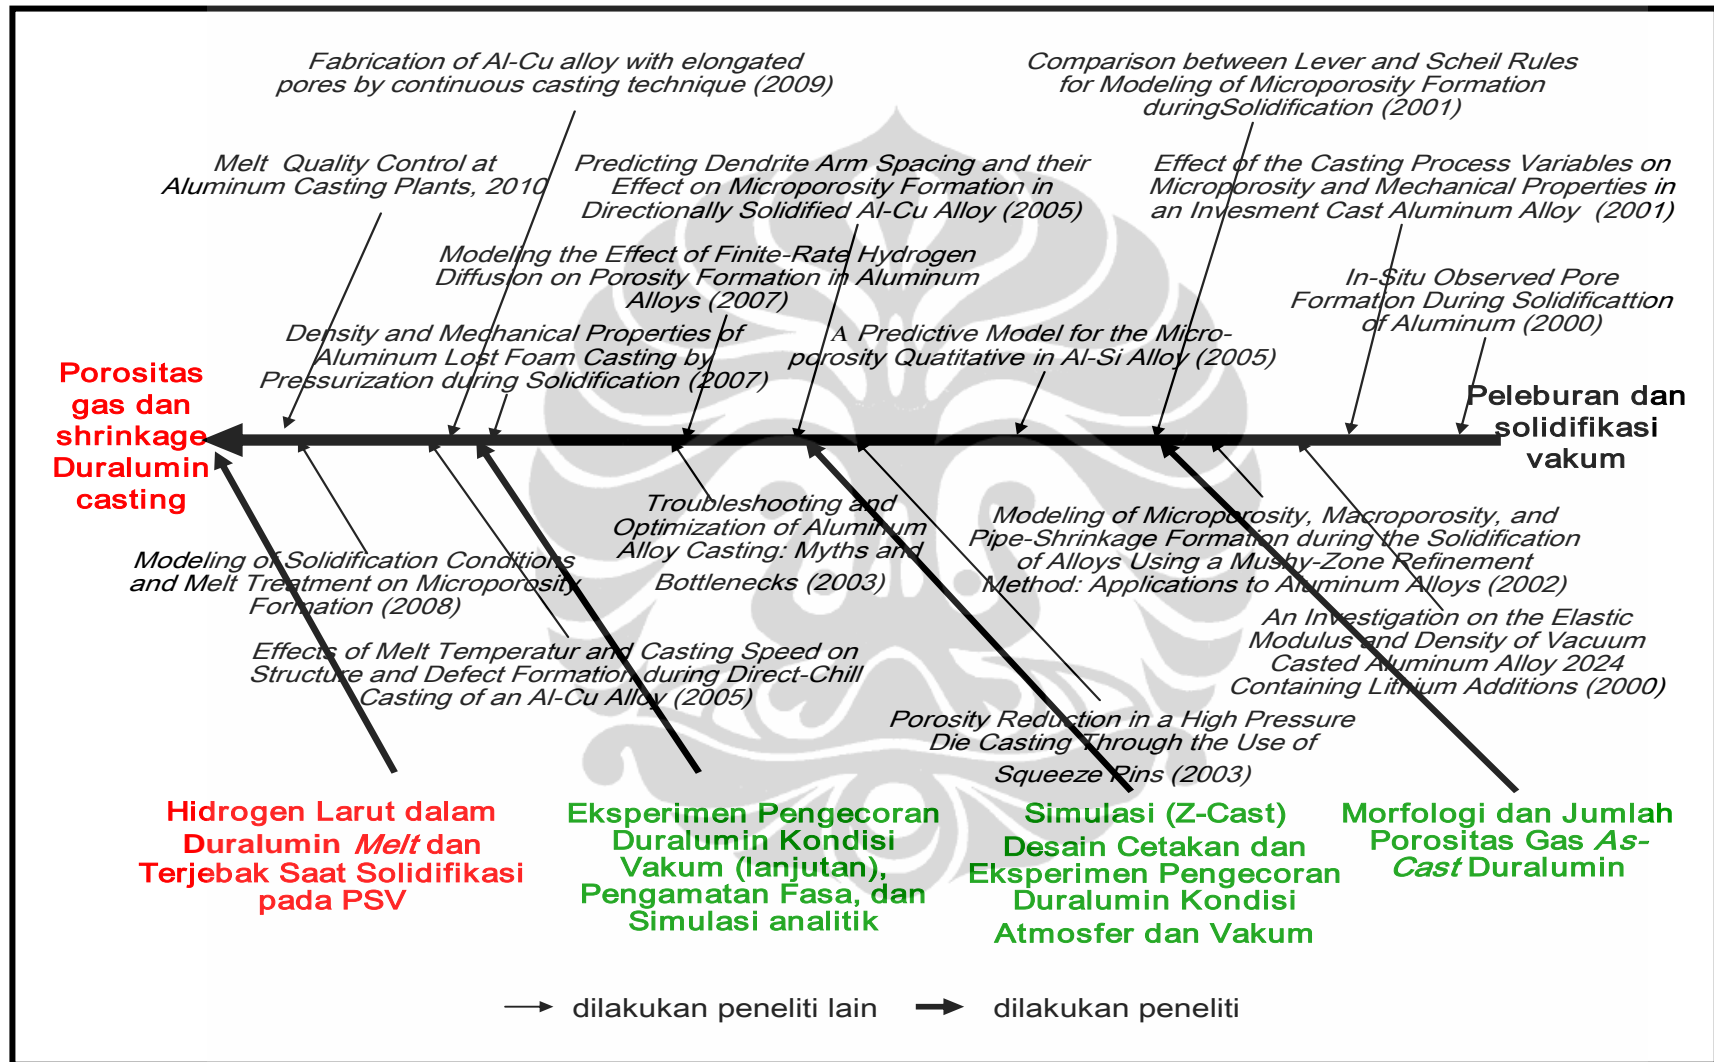 Fabrication of Al-Cu alloy with elongated
pores by continuous casting technique (2009)
Comparison between Lever and Scheil Rules
for Modeling of Microporosity Formation
duringSolidification (2001)
Melt Quality Control at
Aluminum Casting Plants, 2010
Predicting Dendrite Arm Spacing and their
Effect on Microporosity Formation in
Directionally Solidified Al-Cu Alloy (2005)
Effect of the Casting Process Variables on
Microporosity and Mechanical Properties in
an Invesment Cast Aluminum Alloy (2001)
Modeling the Effect of Finite-Rate Hydrogen
Diffusion on Porosity Formation in Aluminum
Alloys (2007)
In-Situ Observed Pore
Formation During Solidificattion
of Aluminum (2000)
Density and Mechanical Properties of
Aluminum Lost Foam Casting by
Pressurization during Solidification (2007)
A Predictive Model for the Micro-
porosity Quatitative in Al-Si Alloy (2005)
Porositas
gas dan
shrinkage
Duralumin
casting
Peleburan dan
solidifikasi
vakum
Modeling of Solidification Conditions
and Melt Treatment on Microporosity
Formation (2008)
Troubleshooting and
Optimization of Aluminum
Alloy Casting: Myths and
Bottlenecks (2003)
Modeling of Microporosity, Macroporosity, and
Pipe-Shrinkage Formation during the Solidification
of Alloys Using a Mushy-Zone Refinement
Method: Applications to Aluminum Alloys (2002)
Effects of Melt Temperatur and Casting Speed on
Structure and Defect Formation during Direct-Chill
Casting of an Al-Cu Alloy (2005)
An Investigation on the Elastic
Modulus and Density of Vacuum
Casted Aluminum Alloy 2024
Containing Lithium Additions (2000)
Porosity Reduction in a High Pressure
Die Casting Through the Use of
Squeeze Pins (2003)
Hidrogen Larut dalam
Duralumin Melt dan
Terjebak Saat Solidifikasi
pada PSV
Eksperimen Pengecoran
Duralumin Kondisi
Vakum (lanjutan),
Pengamatan Fasa, dan
Simulasi analitik
Simulasi (Z-Cast)
Desain Cetakan dan
Eksperimen Pengecoran
Duralumin Kondisi
Atmosfer dan Vakum
Morfologi dan Jumlah
Porositas Gas As-
Cast Duralumin
dilakukan peneliti lain
dilakukan peneliti